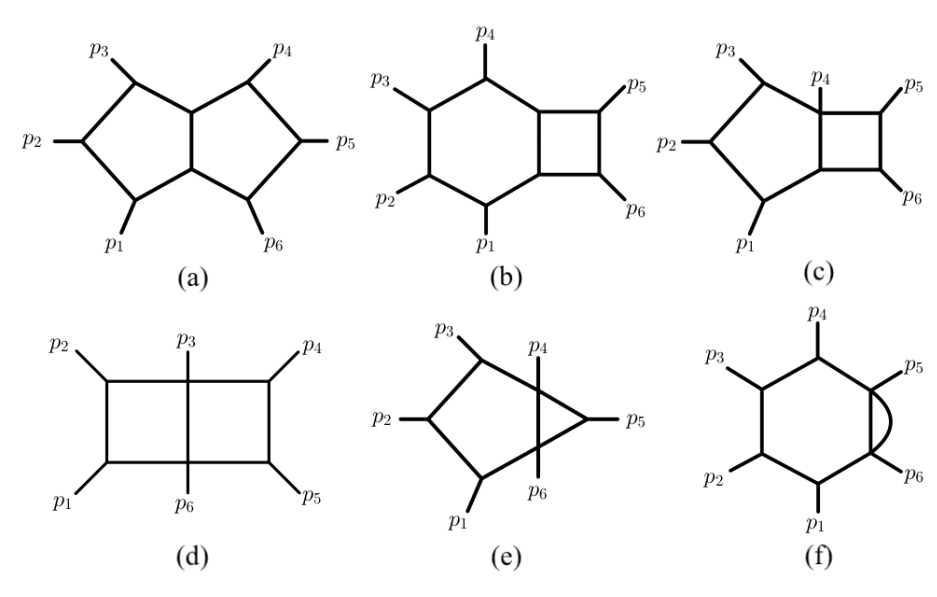 p3 p4
p2 p5
p1 p6
(a)
p4
p3 p5
p2 p6
p1
(b)
p3 p4 p5
p2
p1 p6
(c)
p2 p3 p4
p1 p6 p5
(d)
p3 p4
p2 p5
p1 p6
(e)
p4
p3 p5
p2 p6
p1
(f)